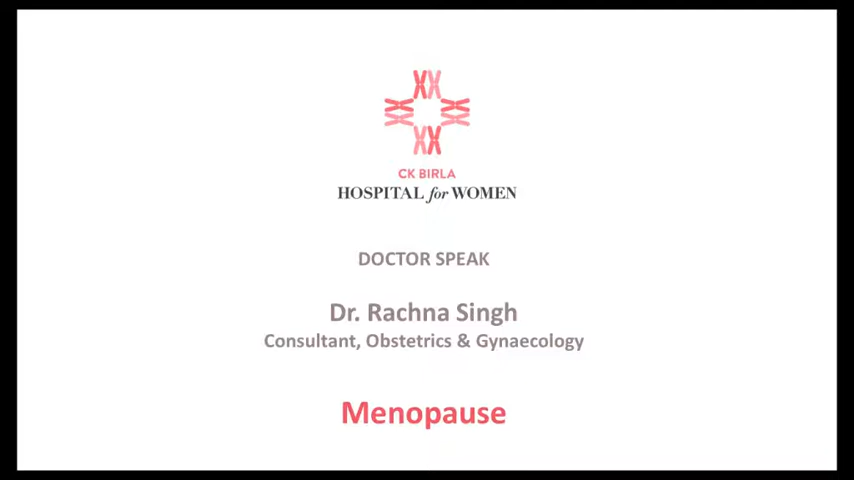 CK BIRLA
HOSPITAL for WOMEN
DOCTOR SPEAK
Dr. Rachna Singh
Consultant, Obstetrics & Gynaecology
Menopause